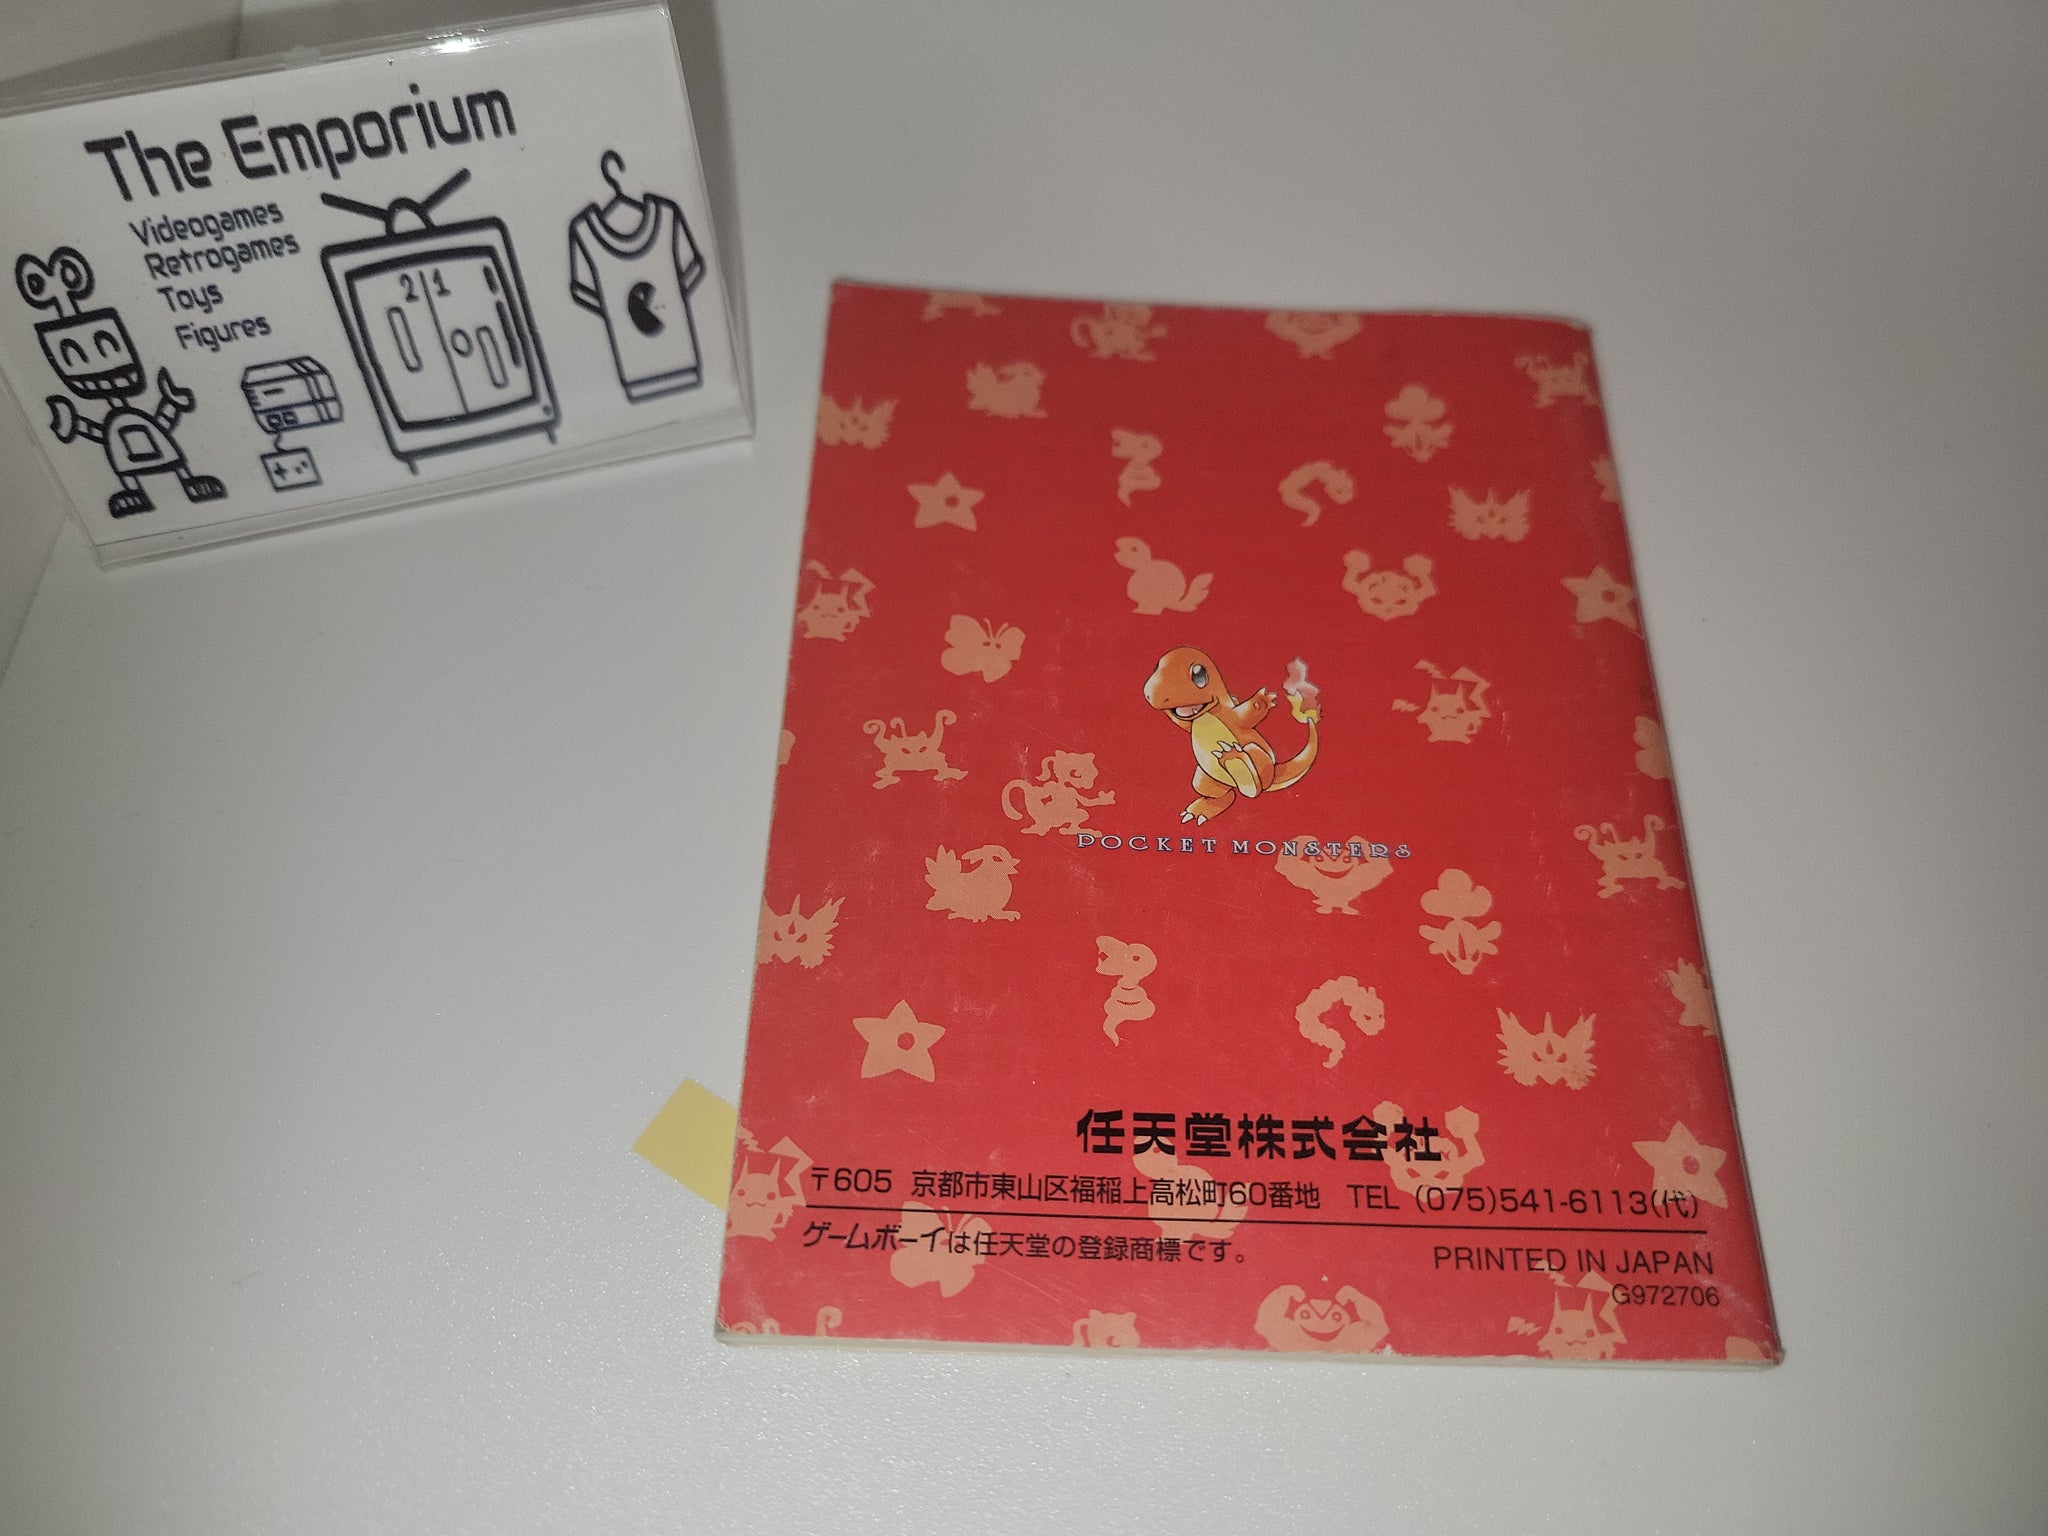 The Emporium
Videogames
Retrogames
Toys
Figures
2 1
POCKET MONSTERS
任天堂株式会社
〒605 京都市東山区福稲上高松町60番地 TEL (075)541-6113(代)
ゲームボーイは任天堂の登録商標です。
PRINTED IN JAPAN
G972706